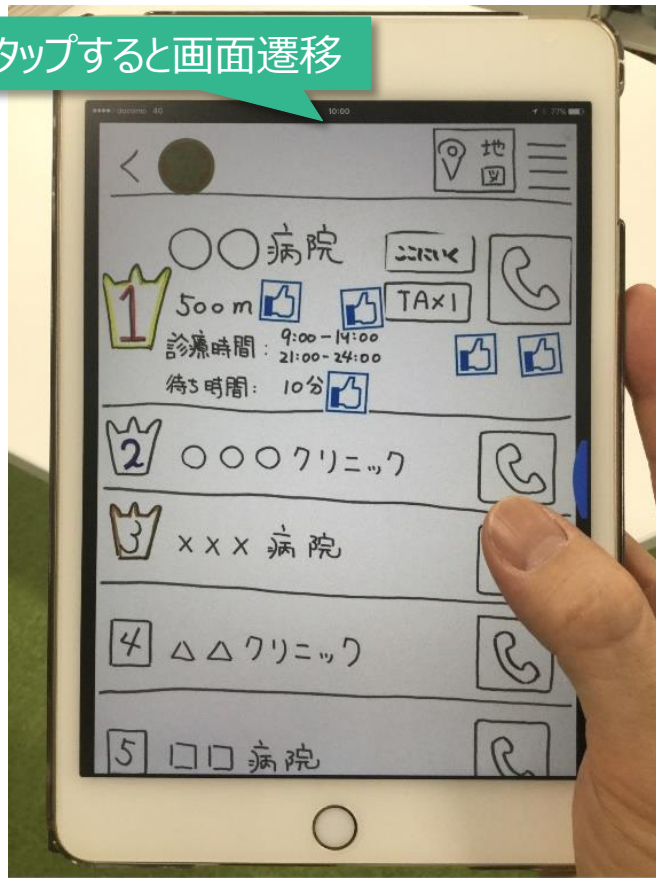 タップすると画面遷移
docomo 4G 10:00 77%
地図
○○病院
ここにいく
1
500m
TAXI
診療時間: 9:00-14:00
21:00-24:00
待ち時間: 10分
2 ○○○クリニック
3 ×××病院
4 △△クリニック
5 □□病院